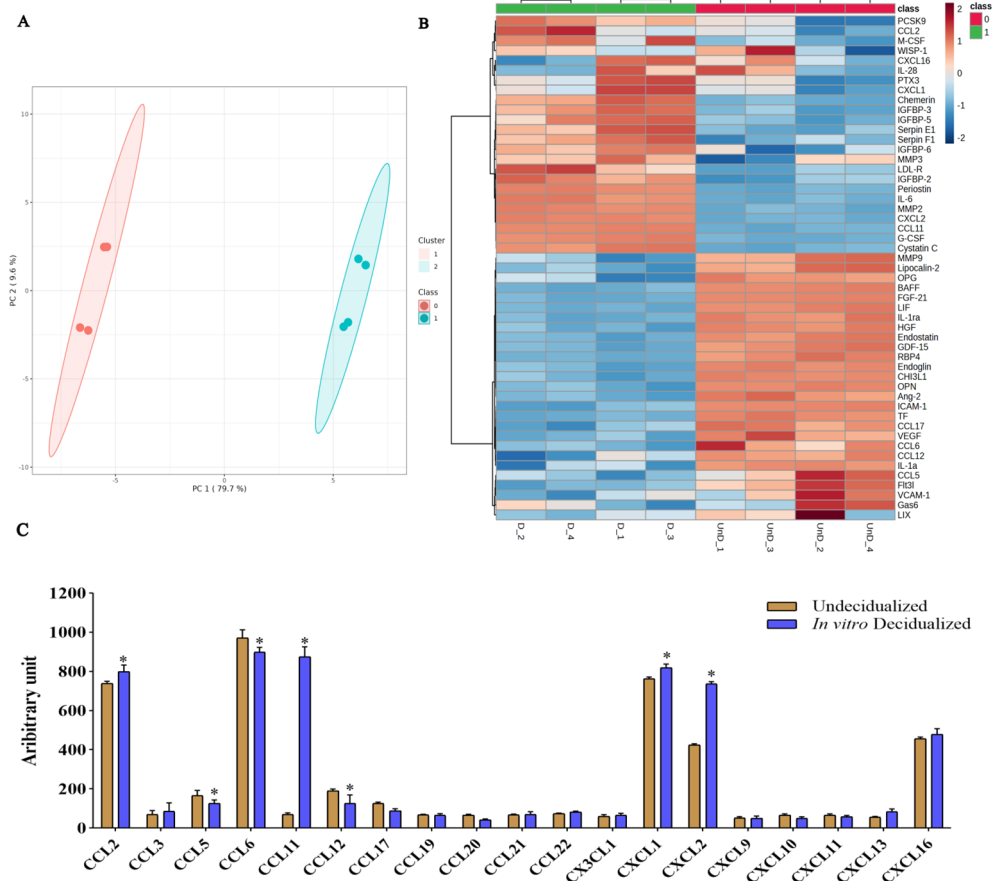 A
10
5
0
-5
-10
-5
0
5
PC 2 ( 9.6 %)
PC 1 ( 79.7 %)
Cluster
1
2
Class
0
1
B
class
PCSK9
CCL2
M-CSF
WISP-1
CXCL16
IL-28
PTX3
CXCL1
Chemerin
IGFBP-3
IGFBP-5
Serpin E1
Serpin F1
IGFBP-6
MMP3
LDL-R
IGFBP-2
Periostin
IL-6
MMP2
CXCL2
CCL11
G-CSF
Cystatin C
MMP9
Lipocalin-2
OPG
BAFF
FGF-21
LIF
IL-1ra
HGF
Endostatin
GDF-15
RBP4
Endoglin
CHI3L1
OPN
Ang-2
ICAM-1
TF
CCL17
VEGF
CCL6
CCL12
IL-1a
CCL5
Flt3l
VCAM-1
Gas6
LIX
D_2
D_4
D_1
D_3
UnD_1
UnD_3
UnD_2
UnD_4
2
1
0
-1
-2
class
0
1
C
1200
1000
800
600
400
200
0
Aribitrary unit
Undecidualized
In vitro Decidualized
*
*
*
*
*
*
*
CCL2
CCL3
CCL5
CCL6
CCL11
CCL12
CCL17
CCL19
CCL20
CCL21
CCL22
CX3CL1
CXCL1
CXCL2
CXCL9
CXCL10
CXCL11
CXCL13
CXCL16